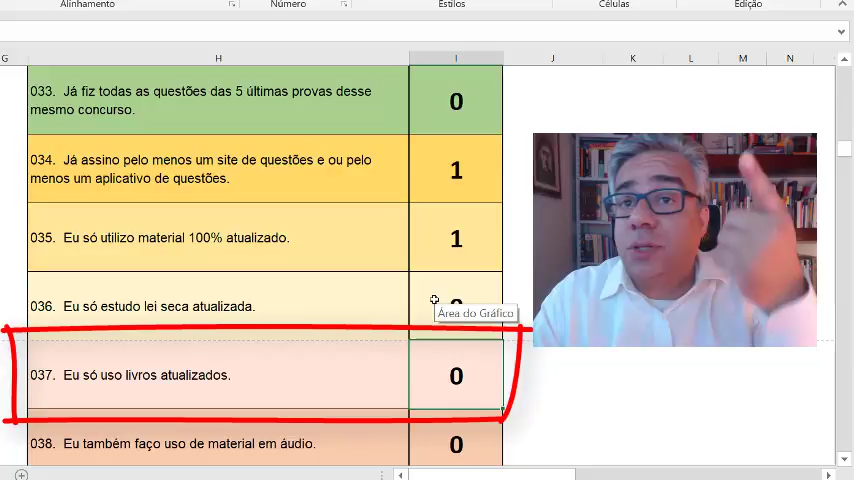 Alinhamento
Número
Estilos
Células
Edição
G
H
I
J
K
L
M
N
033. Já fiz todas as questões das 5 últimas provas desse
mesmo concurso.
0
034. Já assino pelo menos um site de questões e ou pelo
menos um aplicativo de questões.
1
035. Eu só utilizo material 100% atualizado.
1
036. Eu só estudo lei seca atualizada.
Área do Gráfico
037. Eu só uso livros atualizados.
0
038. Eu também faço uso de material em áudio.
0